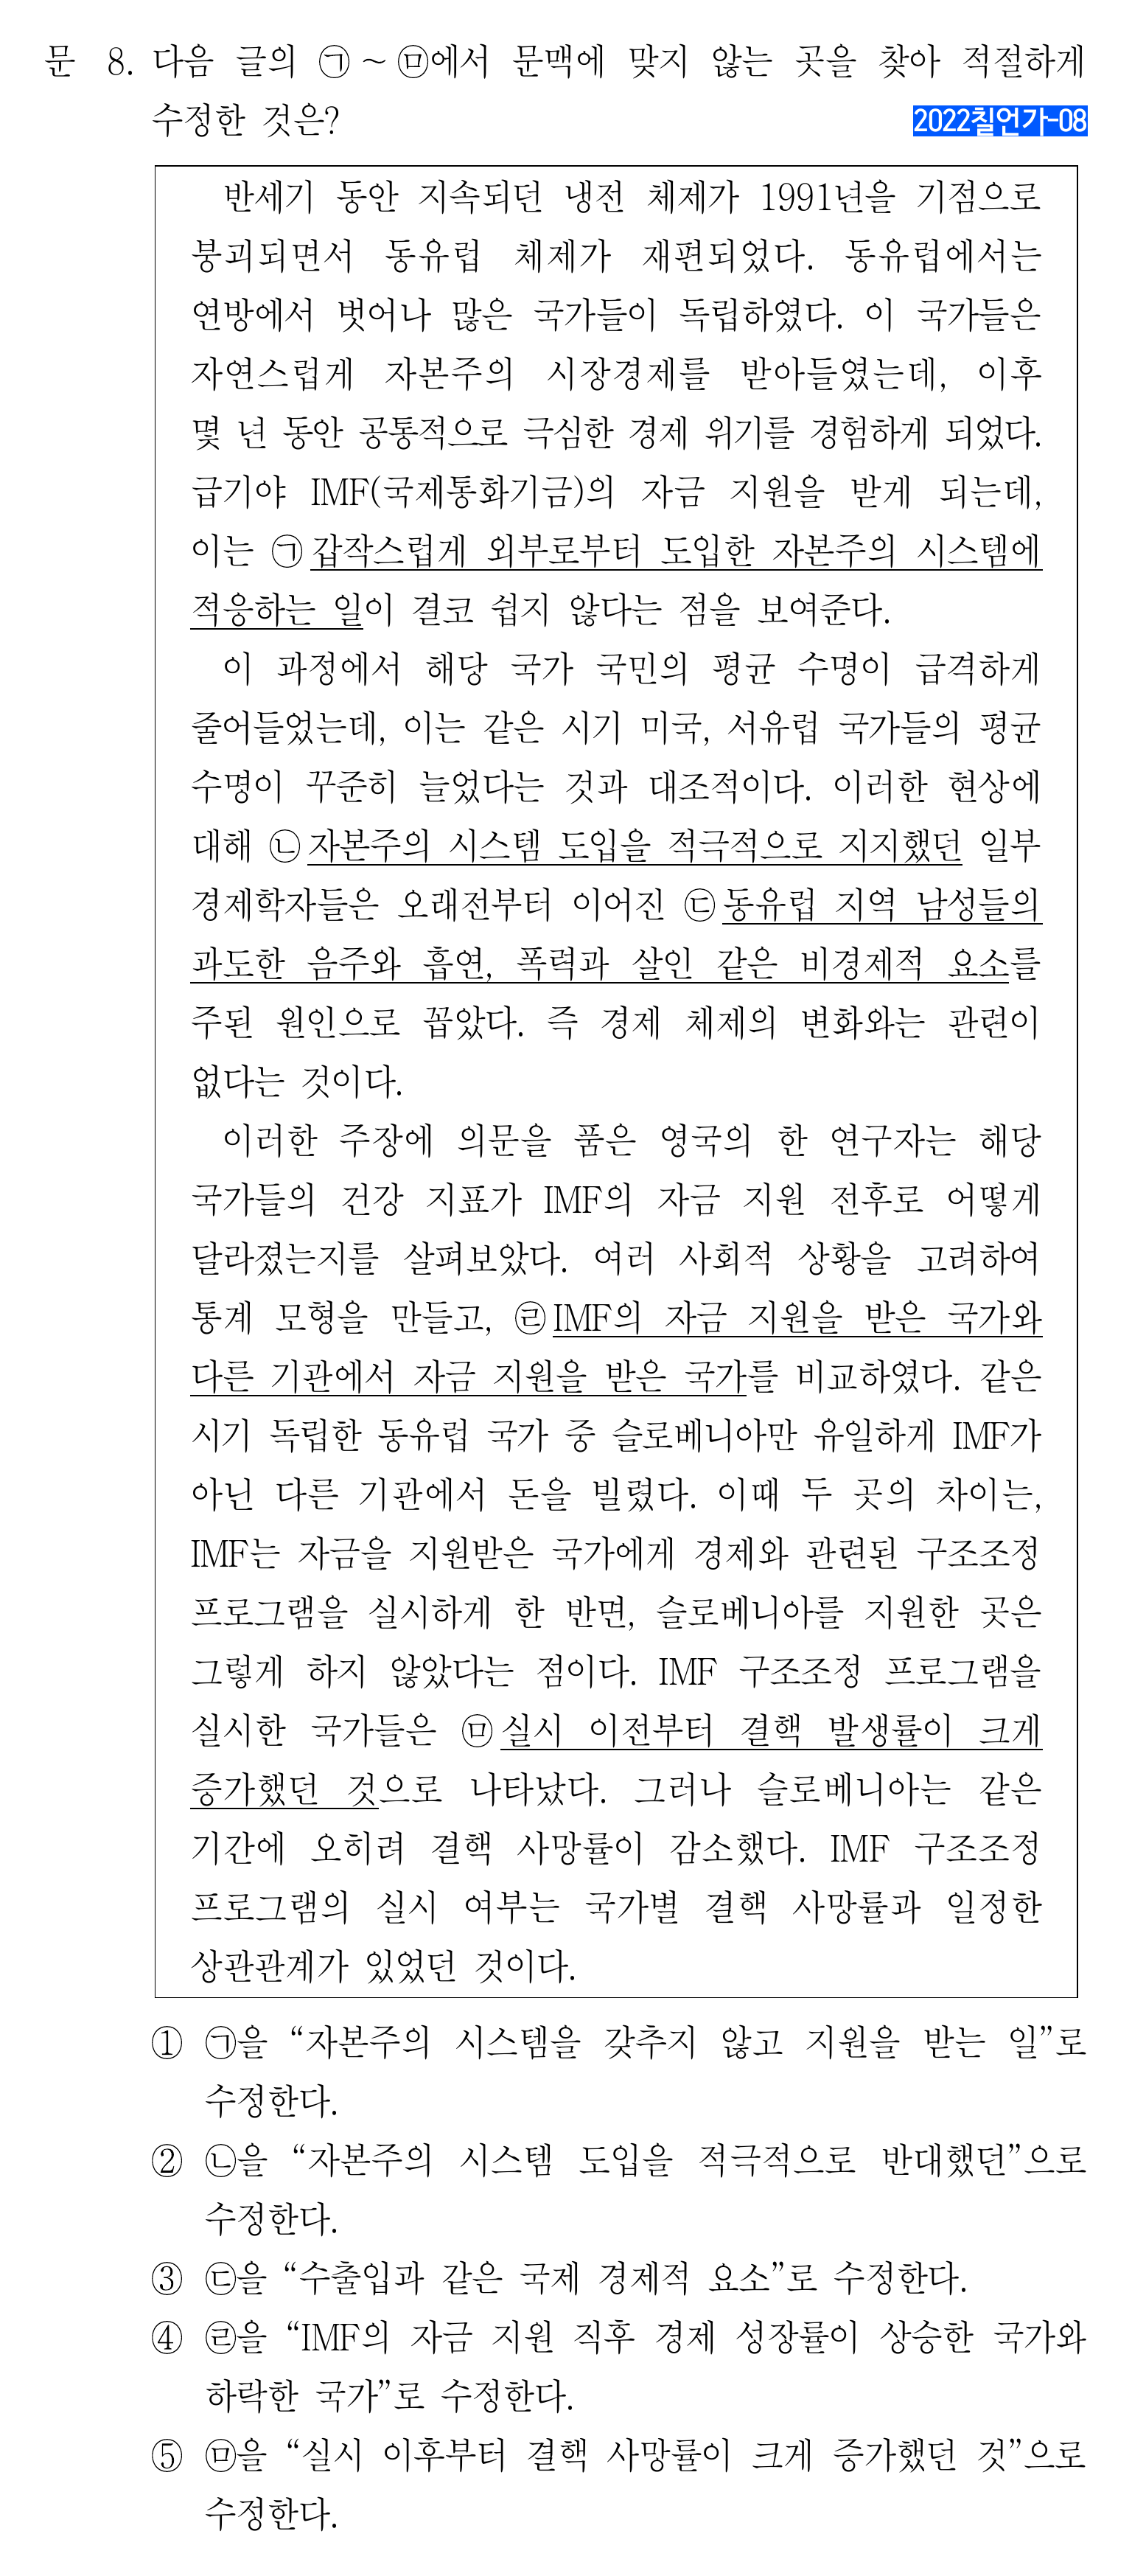 문 8. 다음 글의 ㉠～㉤에서 문맥에 맞지 않는 곳을 찾아 적절하게
수정한 것은?
2022칠언가-08
반세기 동안 지속되던 냉전 체제가 1991년을 기점으로
붕괴되면서 동유럽 체제가 재편되었다. 동유럽에서는
연방에서 벗어나 많은 국가들이 독립하였다. 이 국가들은
자연스럽게 자본주의 시장경제를 받아들였는데, 이후
몇 년 동안 공통적으로 극심한 경제 위기를 경험하게 되었다.
급기야 IMF(국제통화기금)의 자금 지원을 받게 되는데,
이는 ㉠갑작스럽게 외부로부터 도입한 자본주의 시스템에
적응하는 일이 결코 쉽지 않다는 점을 보여준다.
이 과정에서 해당 국가 국민의 평균 수명이 급격하게
줄어들었는데, 이는 같은 시기 미국, 서유럽 국가들의 평균
수명이 꾸준히 늘었다는 것과 대조적이다. 이러한 현상에
대해 ㉡자본주의 시스템 도입을 적극적으로 지지했던 일부
경제학자들은 오래전부터 이어진 ㉢동유럽 지역 남성들의
과도한 음주와 흡연, 폭력과 살인 같은 비경제적 요소를
주된 원인으로 꼽았다. 즉 경제 체제의 변화와는 관련이
없다는 것이다.
이러한 주장에 의문을 품은 영국의 한 연구자는 해당
국가들의 건강 지표가 IMF의 자금 지원 전후로 어떻게
달라졌는지를 살펴보았다. 여러 사회적 상황을 고려하여
통계 모형을 만들고, ㉣IMF의 자금 지원을 받은 국가와
다른 기관에서 자금 지원을 받은 국가를 비교하였다. 같은
시기 독립한 동유럽 국가 중 슬로베니아만 유일하게 IMF가
아닌 다른 기관에서 돈을 빌렸다. 이때 두 곳의 차이는,
IMF는 자금을 지원받은 국가에게 경제와 관련된 구조조정
프로그램을 실시하게 한 반면, 슬로베니아를 지원한 곳은
그렇게 하지 않았다는 점이다. IMF 구조조정 프로그램을
실시한 국가들은 ㉤실시 이전부터 결핵 발생률이 크게
증가했던 것으로 나타났다. 그러나 슬로베니아는 같은
기간에 오히려 결핵 사망률이 감소했다. IMF 구조조정
프로그램의 실시 여부는 국가별 결핵 사망률과 일정한
상관관계가 있었던 것이다.
① ㉠을 “자본주의 시스템을 갖추지 않고 지원을 받는 일”로
수정한다.
② ㉡을 “자본주의 시스템 도입을 적극적으로 반대했던”으로
수정한다.
③ ㉢을 “수출입과 같은 국제 경제적 요소”로 수정한다.
④ ㉣을 “IMF의 자금 지원 직후 경제 성장률이 상승한 국가와
하락한 국가”로 수정한다.
⑤ ㉤을 “실시 이후부터 결핵 사망률이 크게 증가했던 것”으로
수정한다.